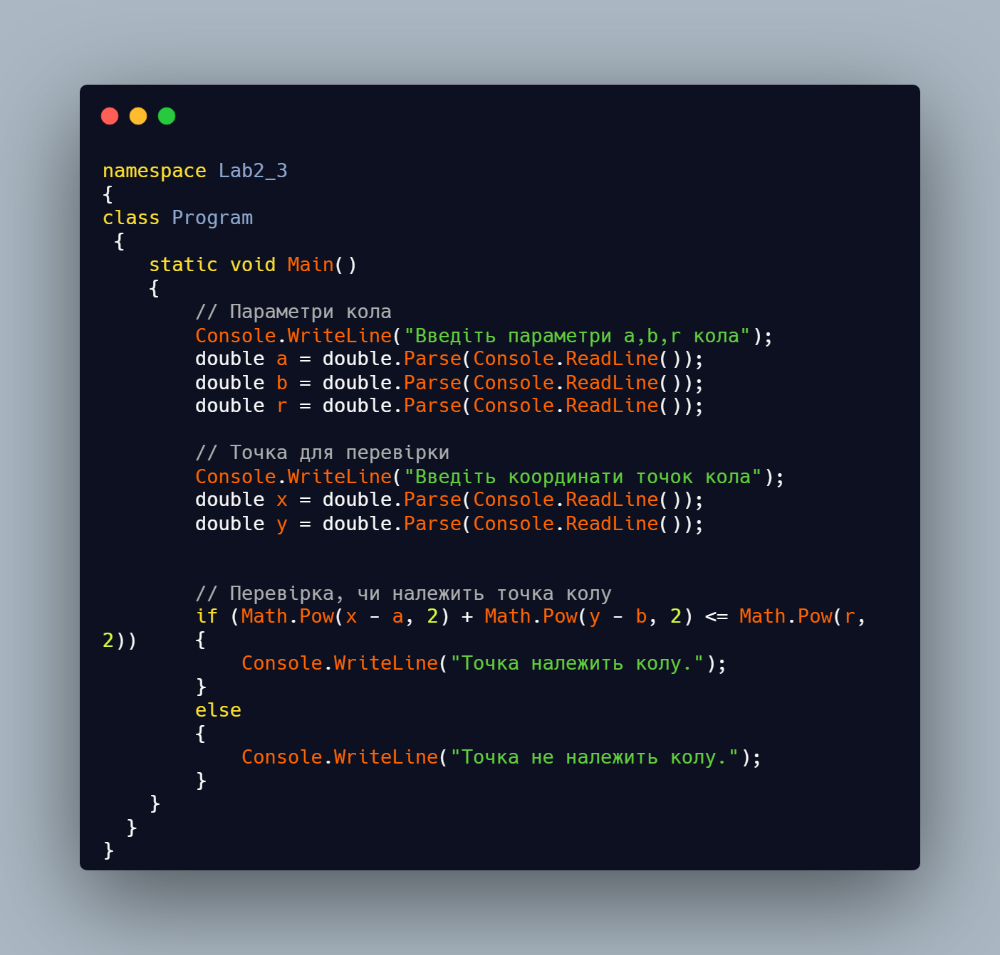 namespace Lab2_3
{
class Program
 {
    static void Main()
    {
        // Параметри кола
        Console.WriteLine("Введіть параметри a,b,r кола");
        double a = double.Parse(Console.ReadLine());
        double b = double.Parse(Console.ReadLine());
        double r = double.Parse(Console.ReadLine());

        // Точка для перевірки
        Console.WriteLine("Введіть координати точок кола");
        double x = double.Parse(Console.ReadLine());
        double y = double.Parse(Console.ReadLine());


        // Перевірка, чи належить точка колу
        if (Math.Pow(x - a, 2) + Math.Pow(y - b, 2) <= Math.Pow(r,
2))     {
            Console.WriteLine("Точка належить колу.");
        }
        else
        {
            Console.WriteLine("Точка не належить колу.");
        }
    }
  }
}